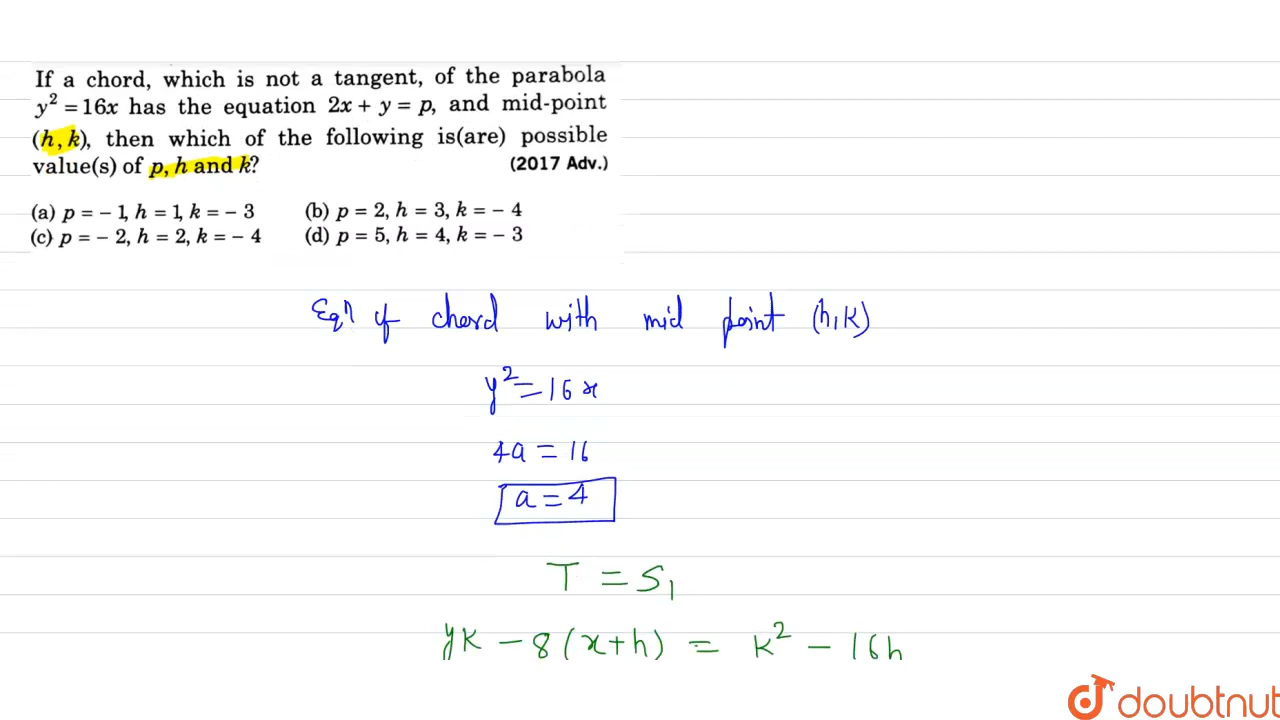 If a chord, which is not a tangent, of the parabola
y² = 16x has the equation 2x + y = p, and mid-point
(h, k), then which of the following is(are) possible
value(s) of p, h and k? (2017 Adv.)
(a) p = – 1, h = 1, k = – 3 (b) p = 2, h = 3, k = – 4
(c) p = – 2, h = 2, k = – 4 (d) p = 5, h = 4, k = – 3
Eqn of chord with mid point (h,k)
y² = 16x
4a = 16
a = 4
T = S₁
yk – 8(x+h) = k² – 16h
doubtnut